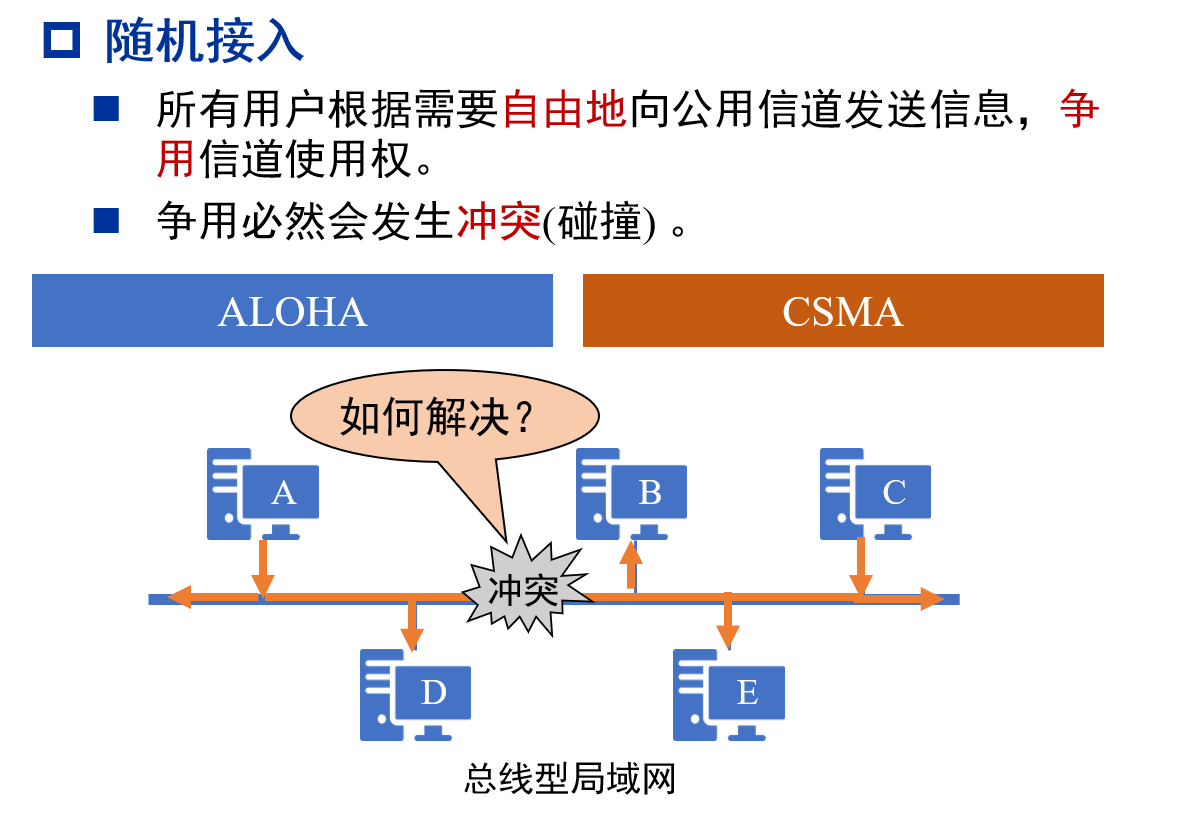 随机接入
所有用户根据需要自由地向公用信道发送信息，争
用信道使用权。
争用必然会发生冲突(碰撞) 。
ALOHA
CSMA
如何解决？
A
B
C
冲突
D
E
总线型局域网